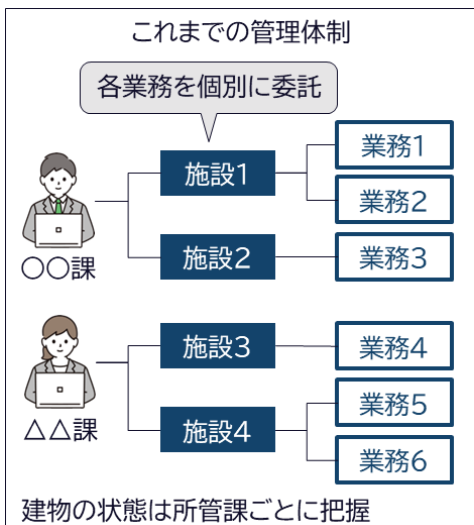 これまでの管理体制
各業務を個別に委託
業務1
施設1
業務2
〇〇課
施設2
業務3
施設3
業務4
△△課
施設4
業務5
業務6
建物の状態は所管課ごとに把握